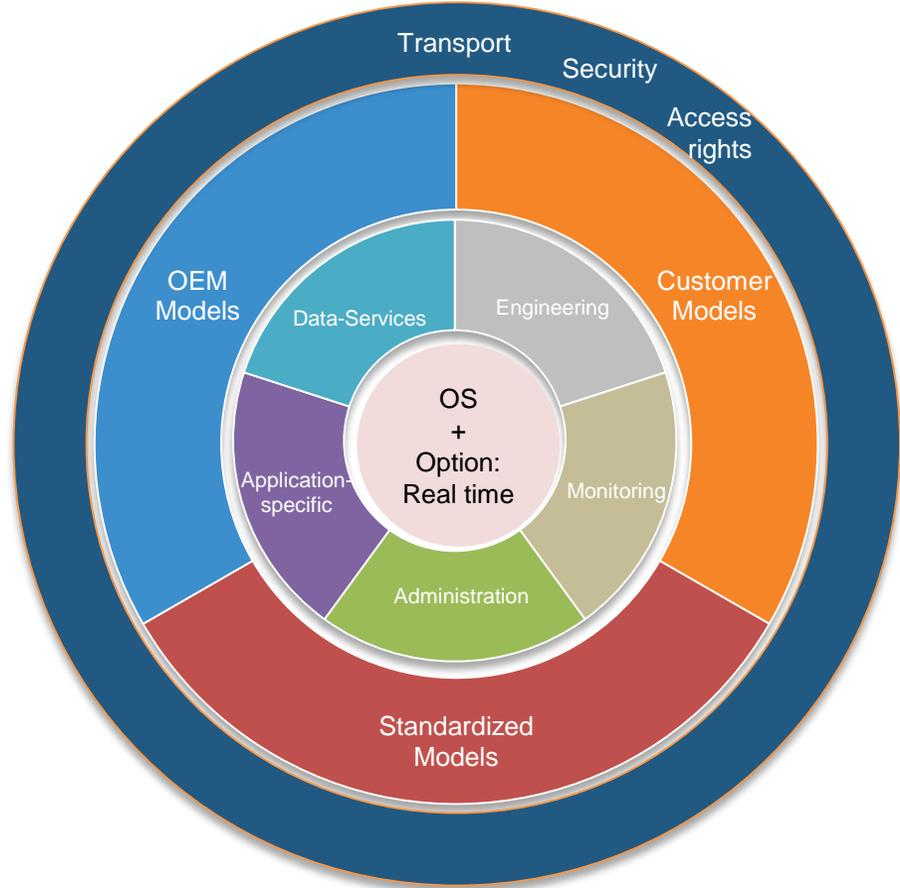 Transport
Security
Access
rights
OEM
Models
Customer
Models
Data-Services
Engineering
OS
+
Option:
Real time
Application-
specific
Monitoring
Administration
Standardized
Models